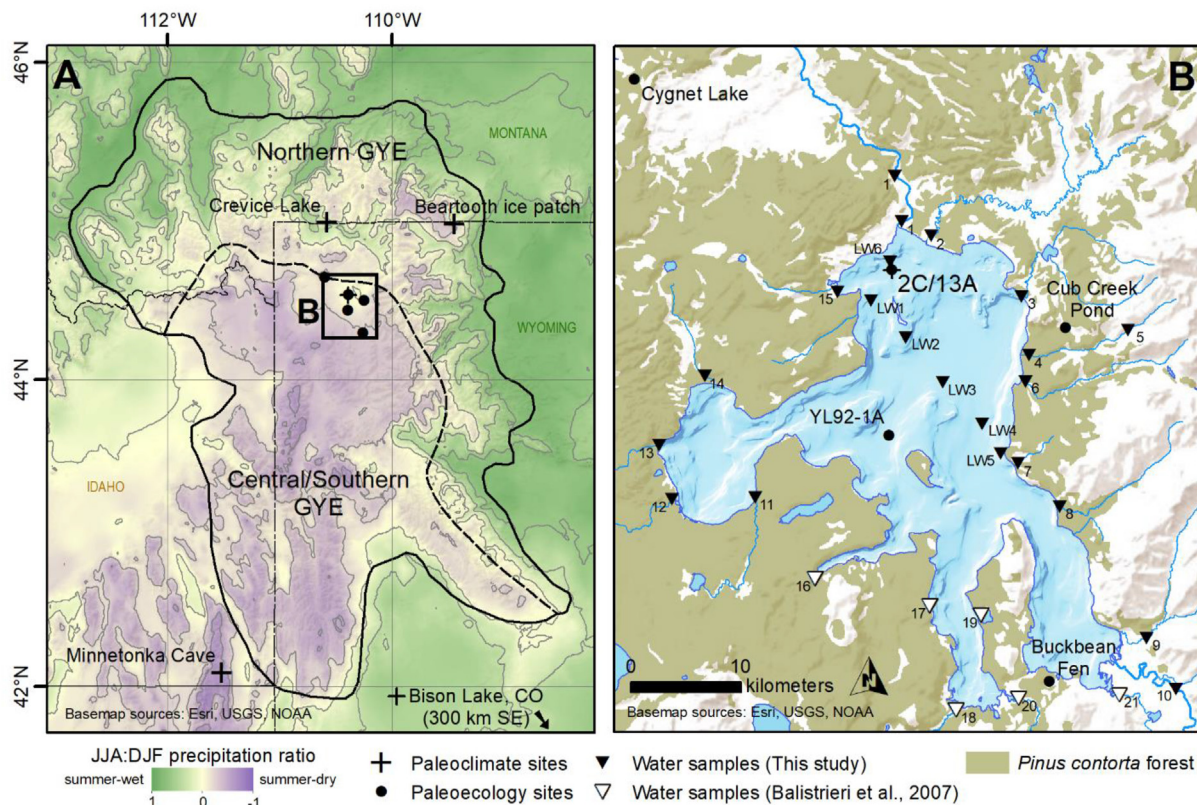 112°W
110°W
46°N
44°N
42°N
A
Northern GYE
MONTANA
Crevice Lake
Beartooth ice patch
B
WYOMING
IDAHO
Central/Southern
GYE
Minnetonka Cave
Bison Lake, CO
(300 km SE)
Basemap sources: Esri, USGS, NOAA
B
Cygnet Lake
1
1
2
LW6
2C/13A
15
LW1
3
Cub Creek
Pond
LW2
5
4
14
LW3
6
YL92-1A
LW4
13
LW5
7
12
11
8
16
17
19
Buckbean
Fen
9
0
10
N
kilometers
10
20
21
18
Basemap sources: Esri, USGS, NOAA
JJA:DJF precipitation ratio
summer-wet
summer-dry
1
0
-1
Paleoclimate sites
Paleoecology sites
Water samples (This study)
Water samples (Balistrieri et al., 2007)
Pinus contorta forest